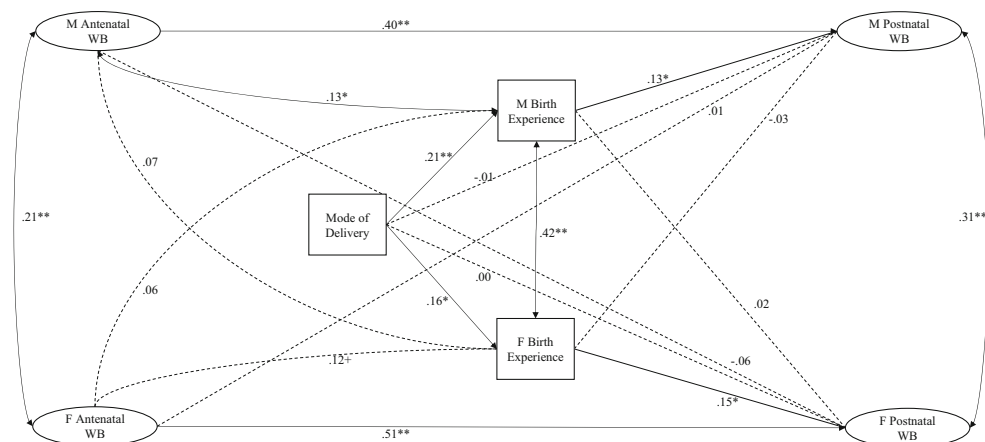 M Antenatal
WB
.40**
M Postnatal
WB
.13*
M Birth
Experience
.13*
.01
-.03
.07
.21**
-.01
Mode of
Delivery
.21**
.42**
.31**
.06
.00
.16*
.02
F Birth
Experience
.12+
-.06
.15*
F Antenatal
WB
.51**
F Postnatal
WB